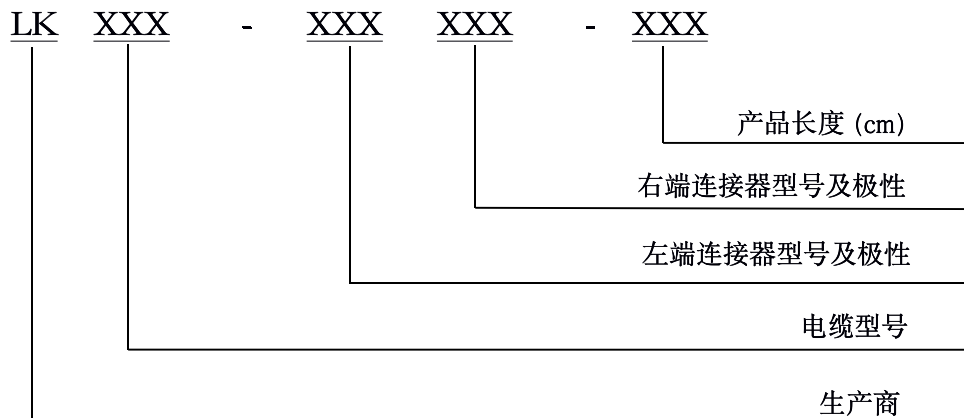 LK XXX - XXX XXX - XXX
产品长度 (cm)
右端连接器型号及极性
左端连接器型号及极性
电缆型号
生产商